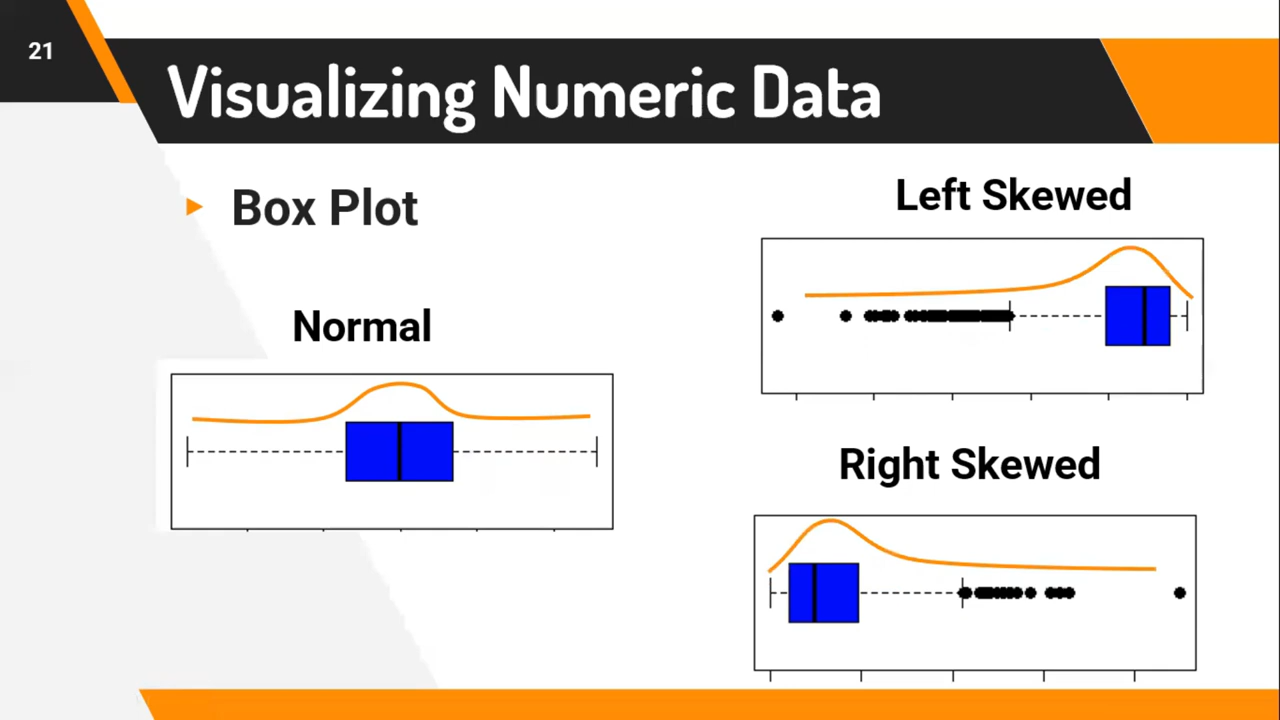 21
Visualizing Numeric Data
Box Plot
Normal
Left Skewed
Right Skewed